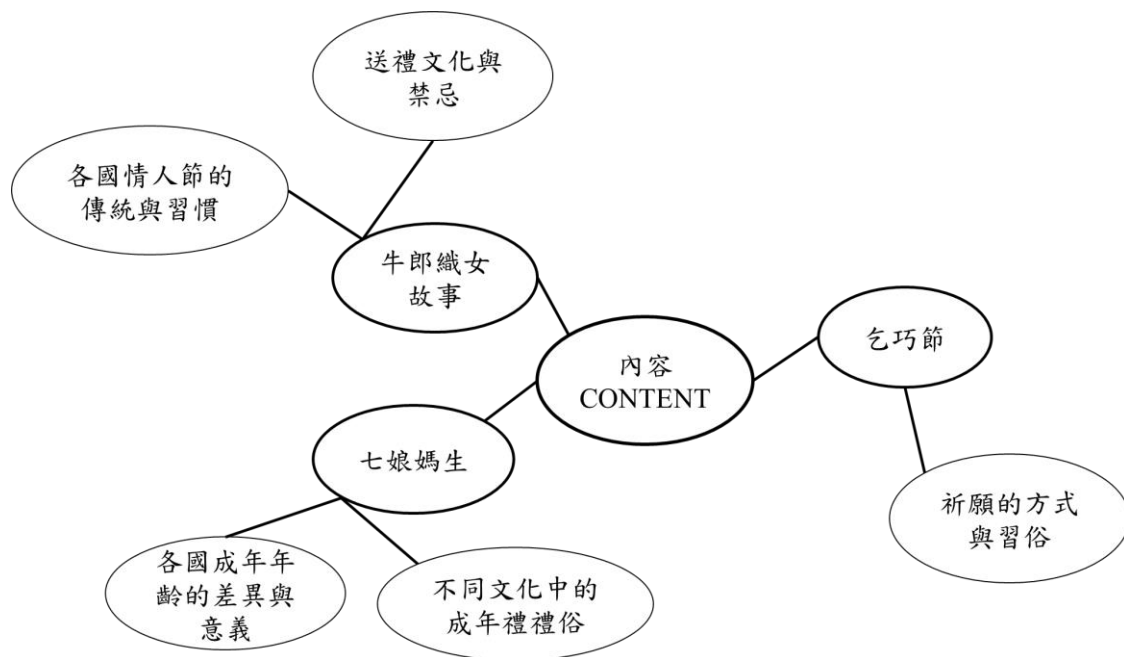 送禮文化與
禁忌
各國情人節的
傳統與習慣
牛郎織女
故事
乞巧節
內容
CONTENT
七娘媽生
祈願的方式
與習俗
各國成年年
齡的差異與
意義
不同文化中的
成年禮禮俗